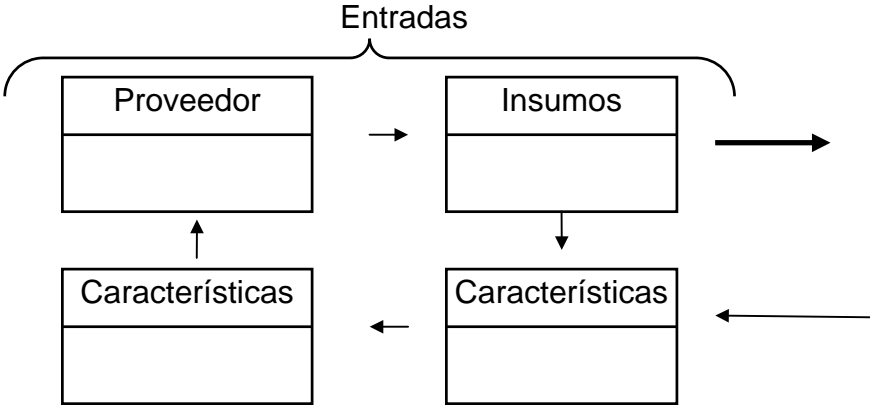 Entradas
Proveedor
Insumos
Características
Características